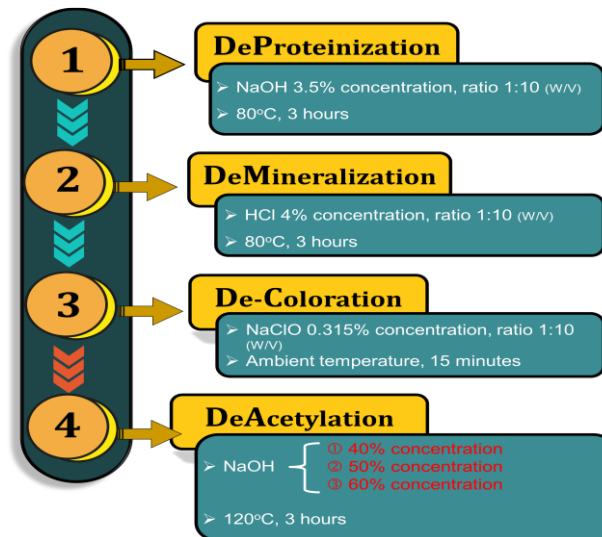 1
DeProteinization
➢ NaOH 3.5% concentration, ratio 1:10 (W/V)
➢ 80°C, 3 hours
2
DeMineralization
➢ HCl 4% concentration, ratio 1:10 (W/V)
➢ 80°C, 3 hours
3
De-Coloration
➢ NaClO 0.315% concentration, ratio 1:10
(W/V)
➢ Ambient temperature, 15 minutes
4
DeAcetylation
➢ NaOH
① 40% concentration
② 50% concentration
③ 60% concentration
➢ 120°C, 3 hours